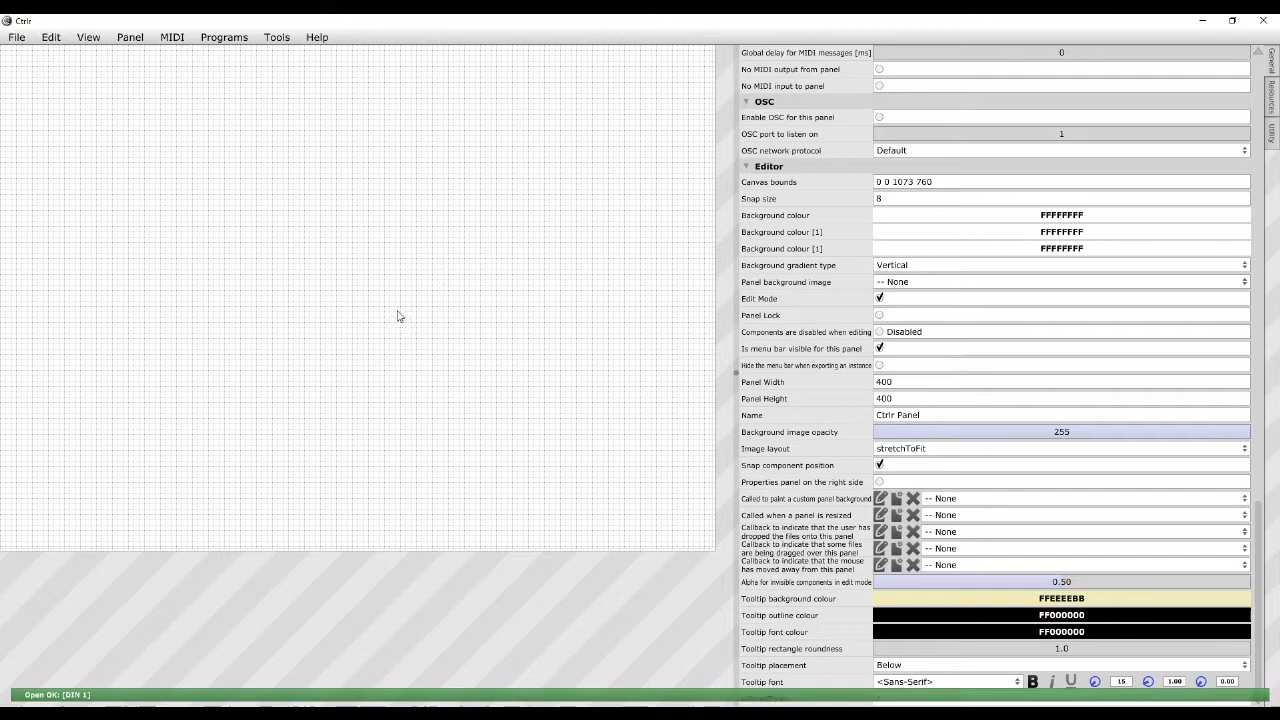 Ctrlr
File Edit View Panel MIDI Programs Tools Help
Global delay for MIDI messages [ms] 0
No MIDI output from panel
No MIDI input to panel
OSC
Enable OSC for this panel
OSC port to listen on 1
OSC network protocol Default
Editor
Canvas bounds 0 0 1073 760
Snap size 8
Background colour FFFFFFFF
Background colour [1] FFFFFFFF
Background colour [1] FFFFFFFF
Background gradient type Vertical
Panel background image -- None
Edit Mode
Panel Lock
Components are disabled when editing Disabled
Is menu bar visible for this panel
Hide the menu bar when exporting an instance
Panel Width 400
Panel Height 400
Name Ctrlr Panel
Background image opacity 255
Image layout stretchToFit
Snap component position
Properties panel on the right side
Called to paint a custom panel background -- None
Called when a panel is resized -- None
Callback to indicate that the user has
dropped the files onto this panel -- None
Callback to indicate that some files
are being dragged over this panel -- None
Callback to indicate that the mouse
has moved away from this panel -- None
Alpha for invisible components in edit mode 0.50
Tooltip background colour FFEEEEBB
Tooltip outline colour FF000000
Tooltip font colour FF000000
Tooltip rectangle roundness 1.0
Tooltip placement Below
Tooltip font <Sans-Serif> B i U 15 1.00 0.00
General
Resources
Utility
Open OK: [DIN 1]